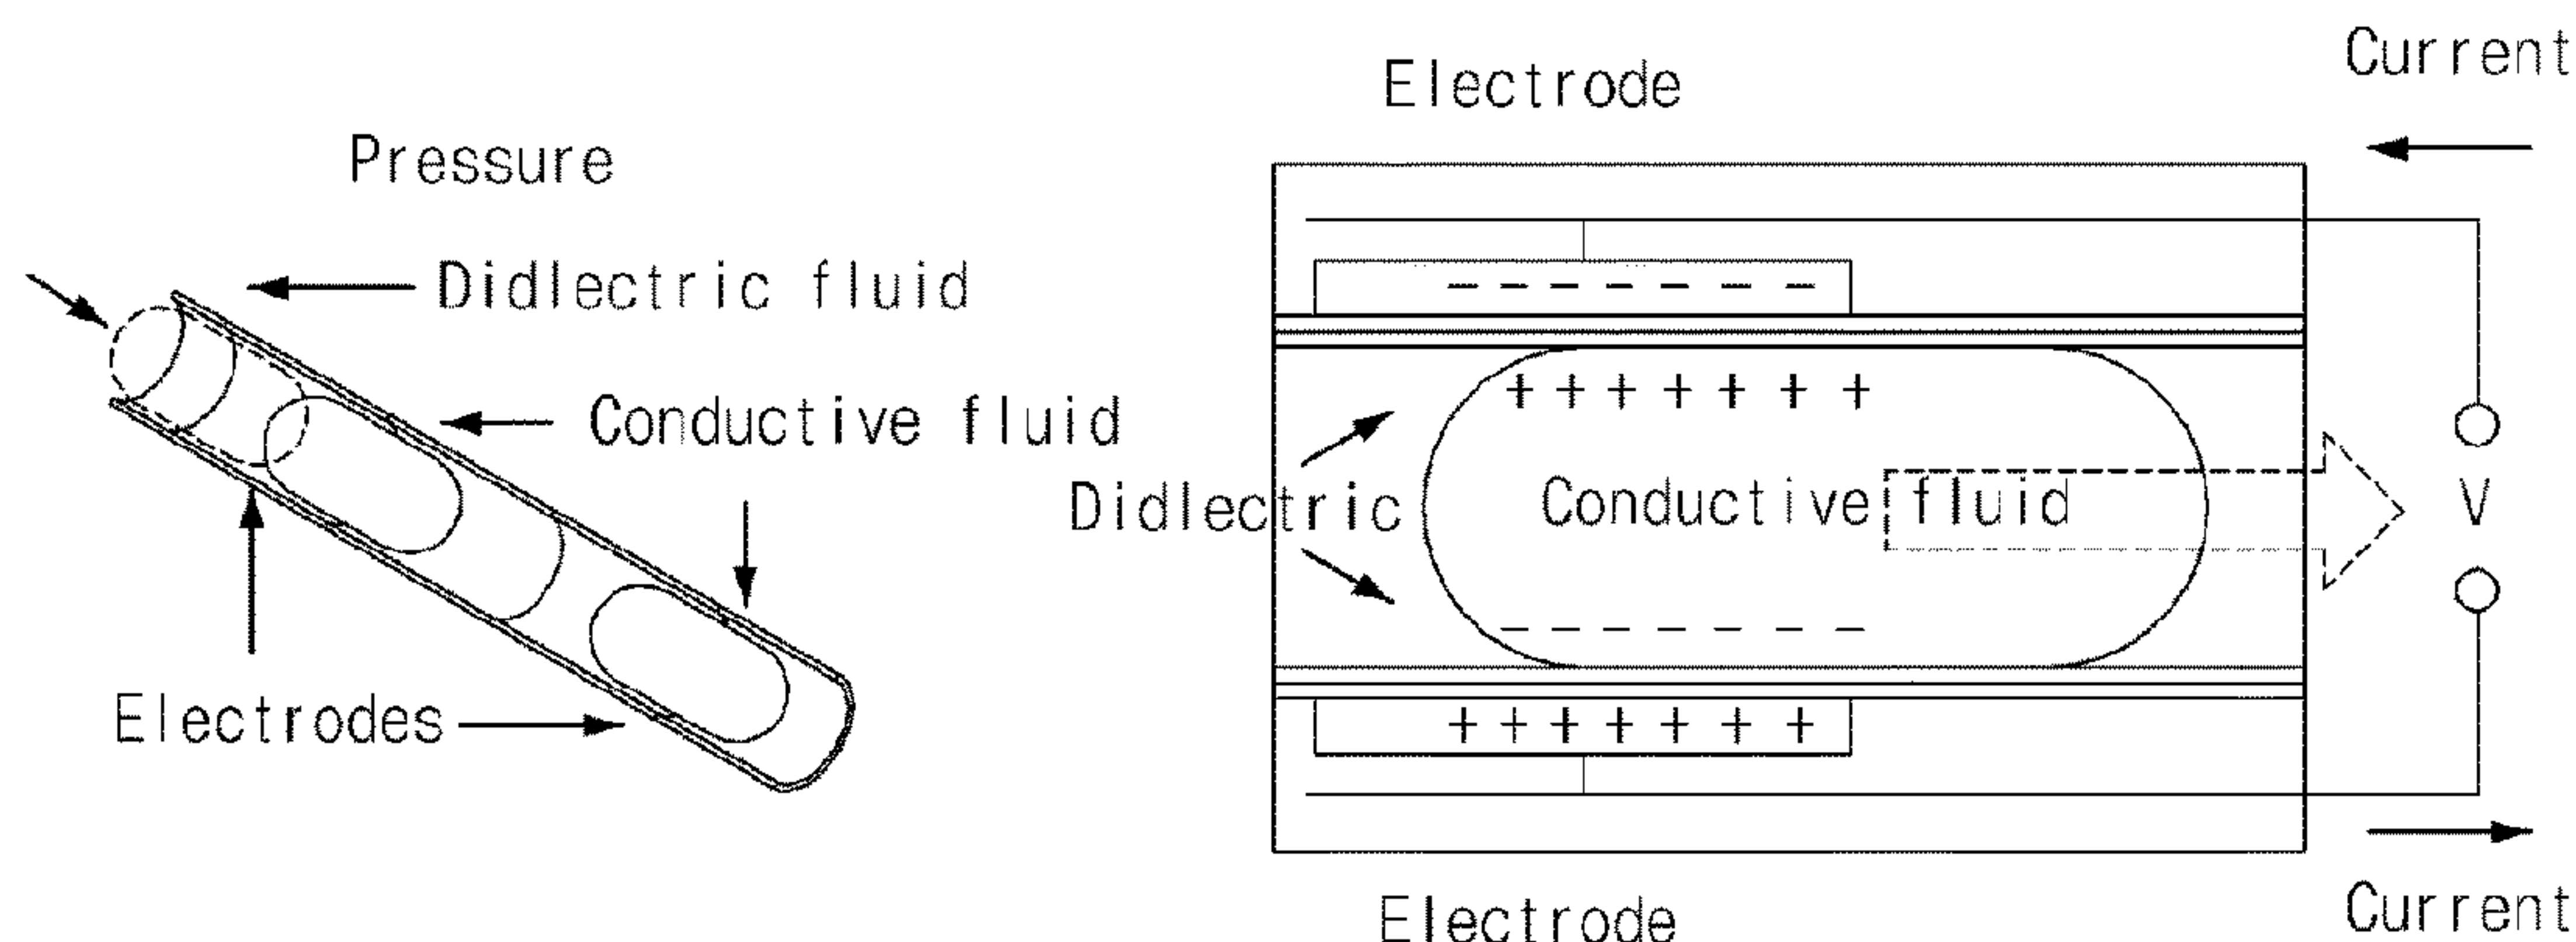 Pressure
Didlectric fluid
Conductive fluid
Electrodes
Electrode
Current
- - - - - - -
+ + + + + + +
Didlectric
Conductive fluid
V
- - - - - - -
+ + + + + + +
Electrode
Current